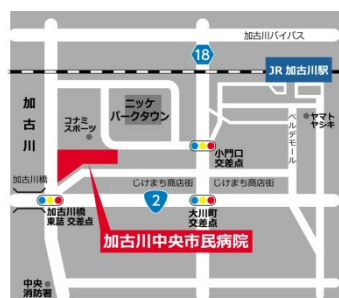 加古川バイパス
18
JR 加古川駅
加古川
コナミ
スポーツ
ニッケ
パークタウン
ヤマト
ヤシキ
ベルデモール
小門口
交差点
加古川橋
じけまち商店街
じけまち商店街
加古川橋
東詰 交差点
2
大川町
交差点
加古川中央市民病院
中央
消防署